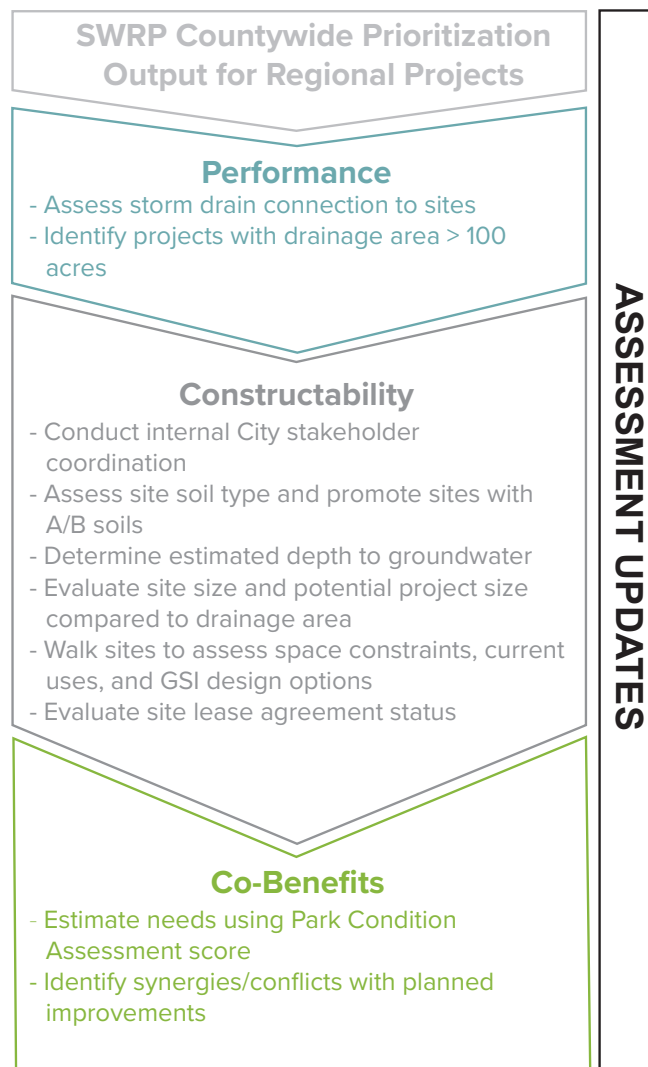 SWRP Countywide Prioritization
Output for Regional Projects
Performance
- Assess storm drain connection to sites
- Identify projects with drainage area > 100
acres
Constructability
- Conduct internal City stakeholder
coordination
- Assess site soil type and promote sites with
A/B soils
- Determine estimated depth to groundwater
- Evaluate site size and potential project size
compared to drainage area
- Walk sites to assess space constraints, current
uses, and GSI design options
- Evaluate site lease agreement status
Co-Benefits
- Estimate needs using Park Condition
Assessment score
- Identify synergies/conflicts with planned
improvements
ASSESSMENT UPDATES